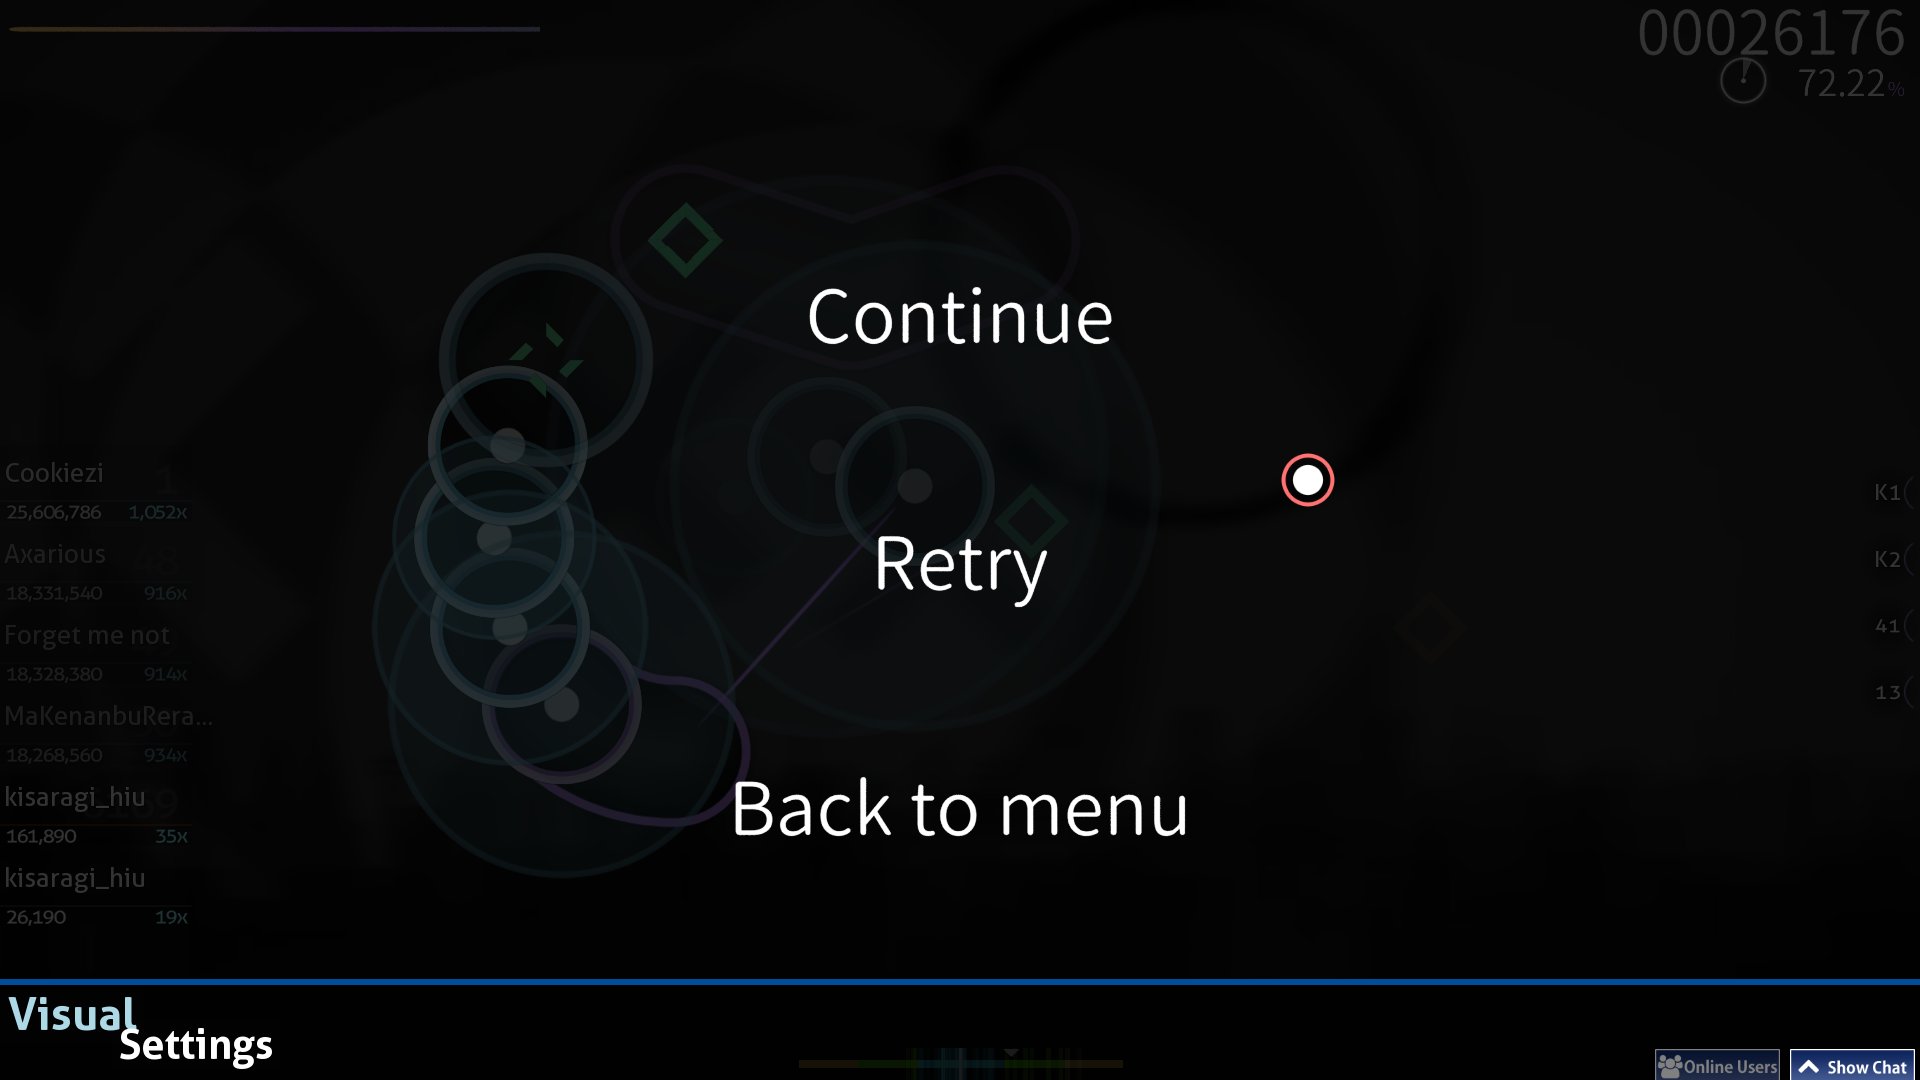 00026176
72.22%
Continue
Retry
Back to menu
Cookiezi
1
25,606,786 1,052x
Axarious
48
18,331,540 916x
Forget me not
18,328,380 914x
MaKenanbuRera...
18,268,560 934x
kisaragi_hiu
161,890 35x
kisaragi_hiu
26,190 19x
K1
K2
41
13
Visual
Settings
Online Users
Show Chat